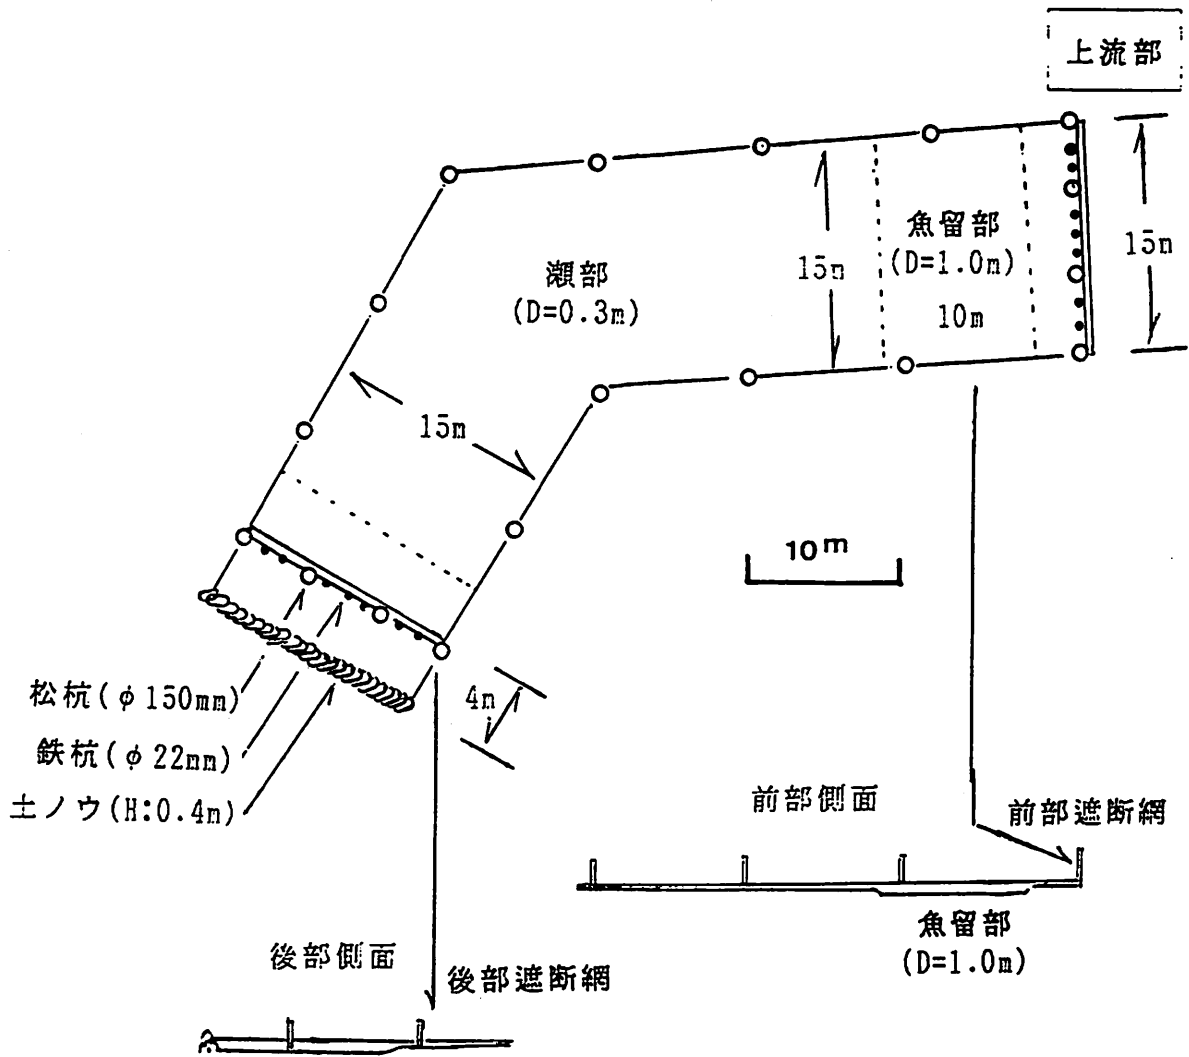 上流部
魚留部
(D=1.0m)
10m
15m
15m
瀬部
(D=0.3m)
15m
10m
4m
松杭(φ150mm)
鉄杭(φ22mm)
土ノウ(H:0.4m)
前部側面
前部遮断網
魚留部
(D=1.0m)
後部側面
後部遮断網